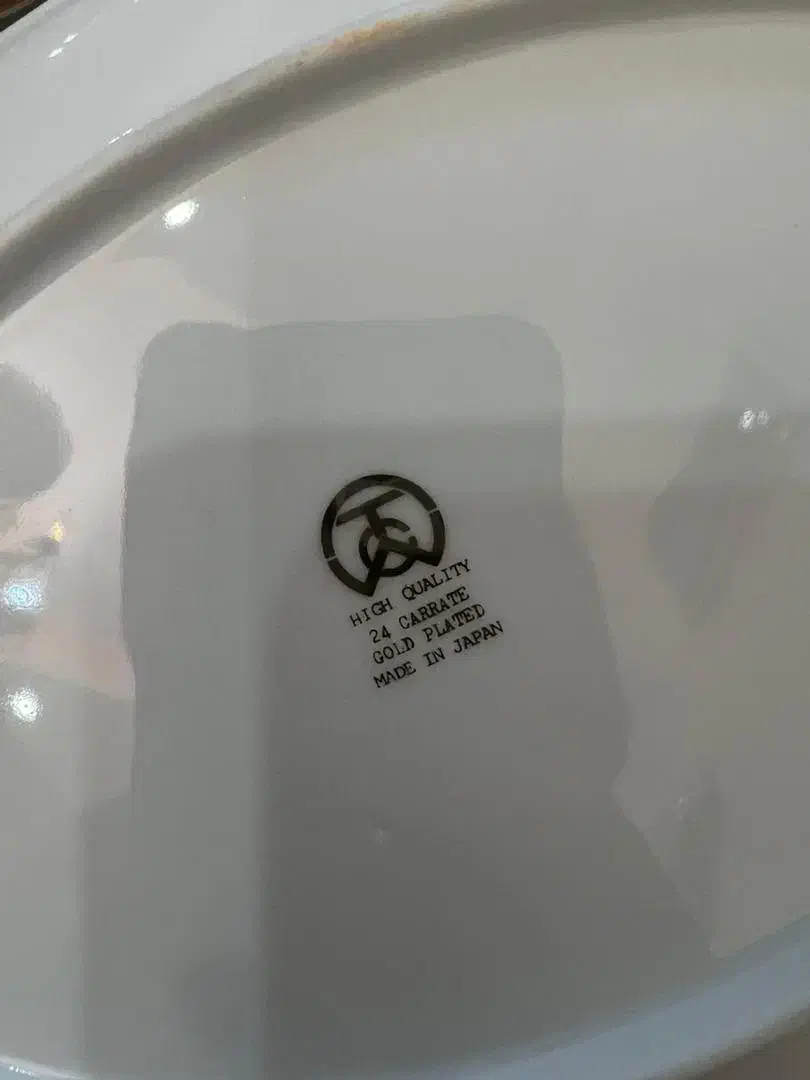 HIGH QUALITY
24 CARRATE
GOLD PLATED
MADE IN JAPAN